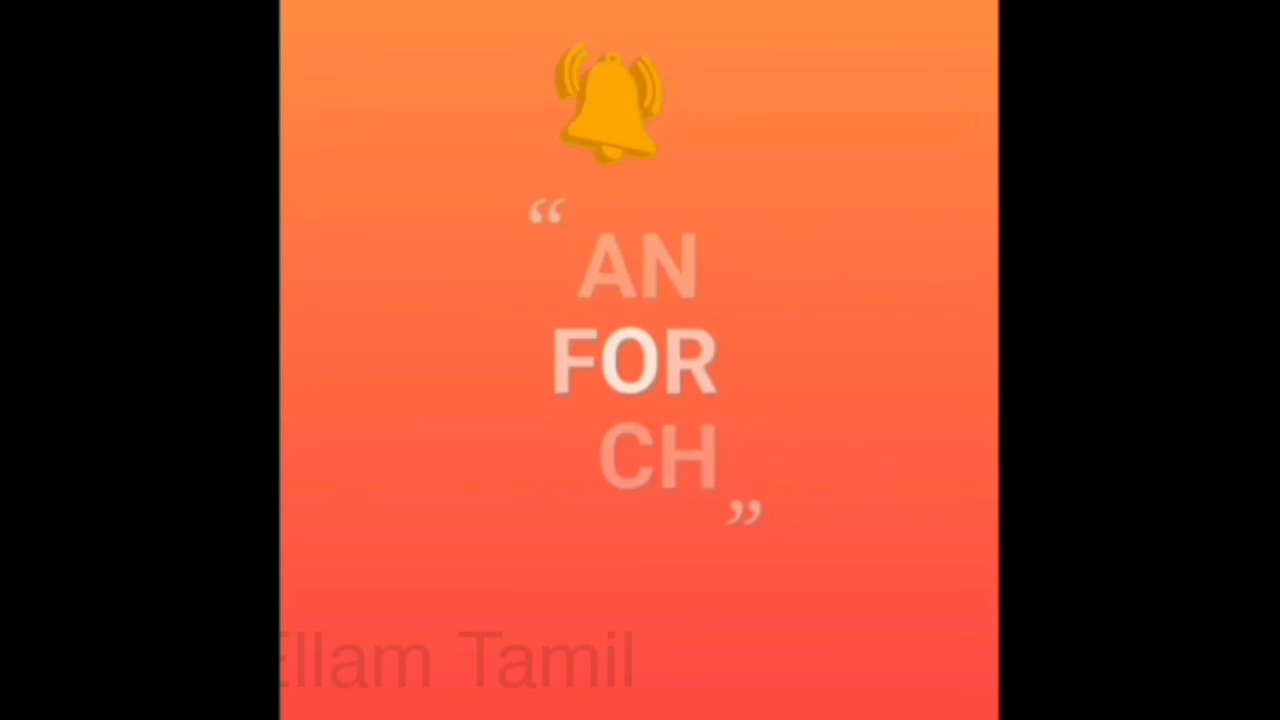 “
AN
FOR
CH
”
Ellam Tamil